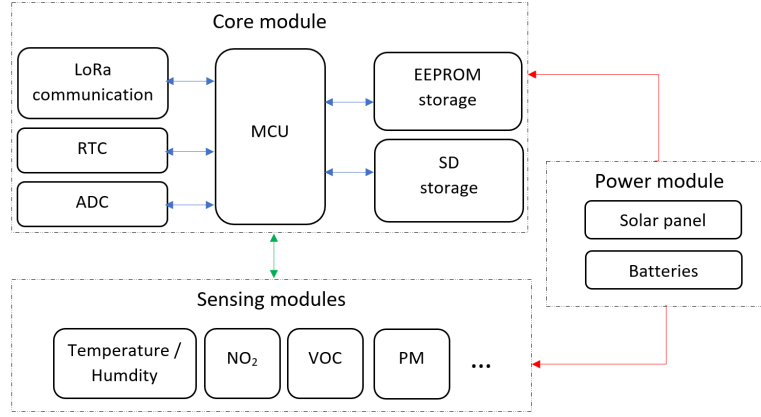 Core module
LoRa
communication
RTC
ADC
MCU
EEPROM
storage
SD
storage
Power module
Solar panel
Batteries
Sensing modules
Temperature /
Humdity
NO₂
VOC
PM
...